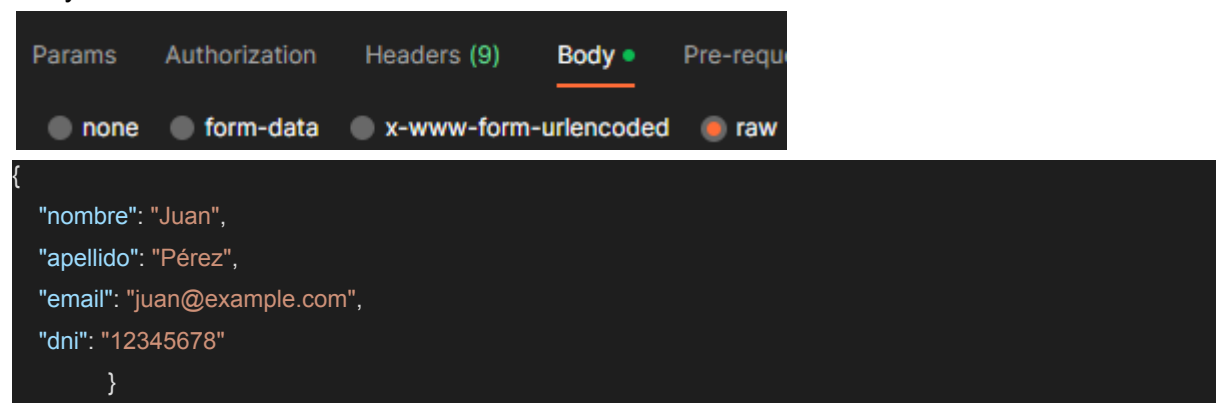 Params Authorization Headers (9) Body Pre-requ
none form-data x-www-form-urlencoded raw
{
"nombre": "Juan",
"apellido": "Pérez",
"email": "juan@example.com",
"dni": "12345678"
}